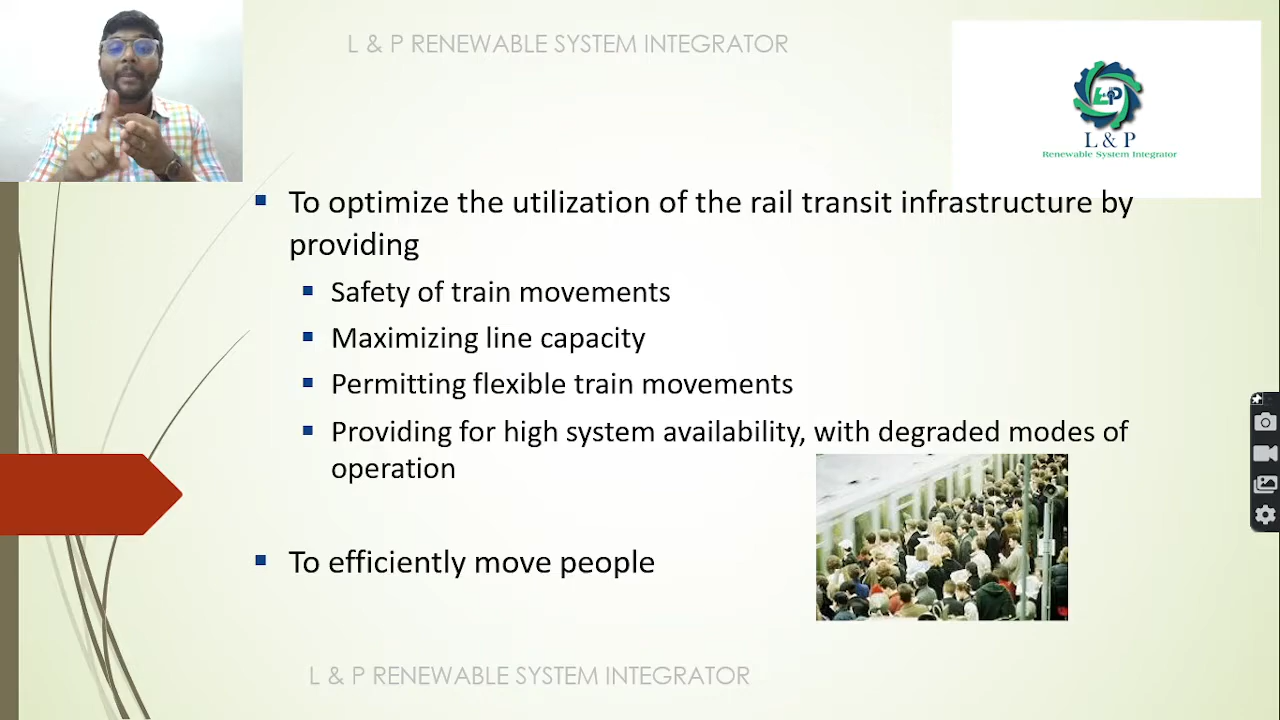 L & P RENEWABLE SYSTEM INTEGRATOR
L&P
L & P
Renewable System Integrator
To optimize the utilization of the rail transit infrastructure by
providing
Safety of train movements
Maximizing line capacity
Permitting flexible train movements
Providing for high system availability, with degraded modes of
operation
To efficiently move people
L & P RENEWABLE SYSTEM INTEGRATOR